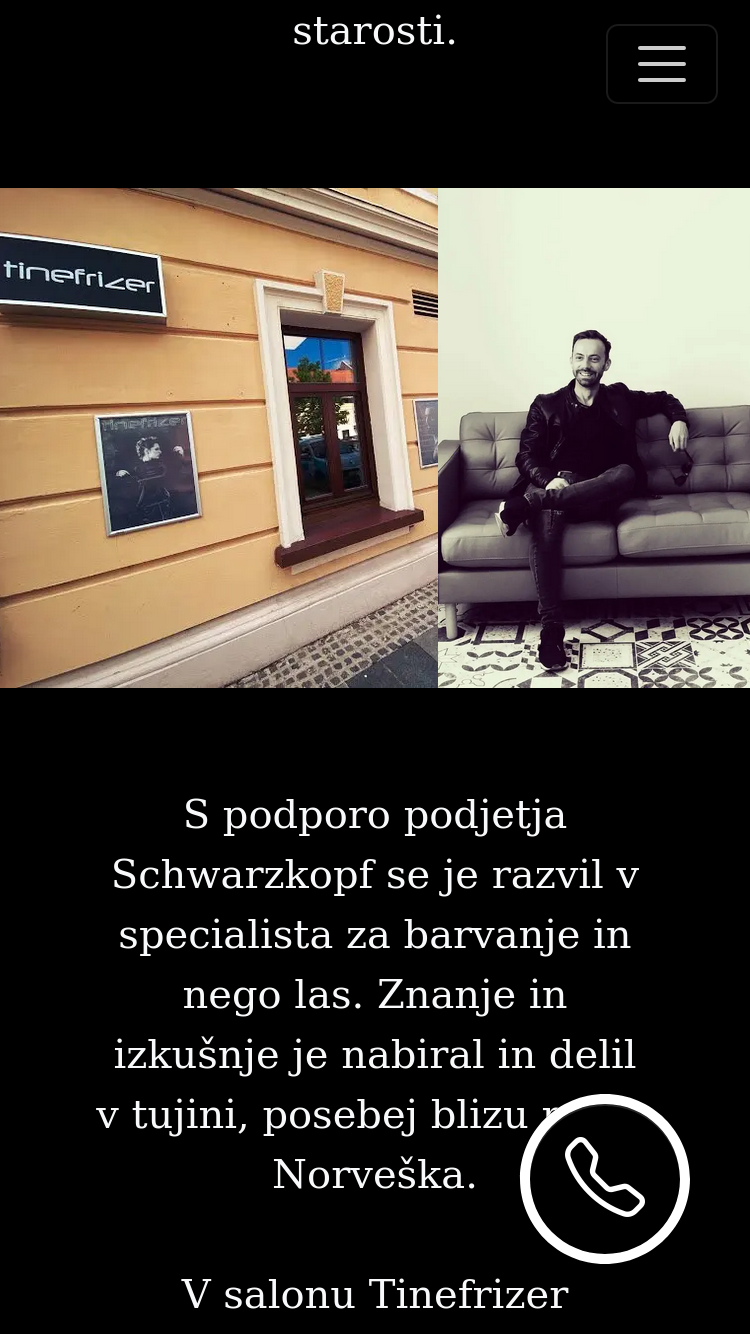 starosti.
tinefrizer
tinefrizer
S podporo podjetja
Schwarzkopf se je razvil v
specialista za barvanje in
nego las. Znanje in
izkušnje je nabiral in delil
v tujini, posebej blizu
Norveška.
V salonu Tinefrizer